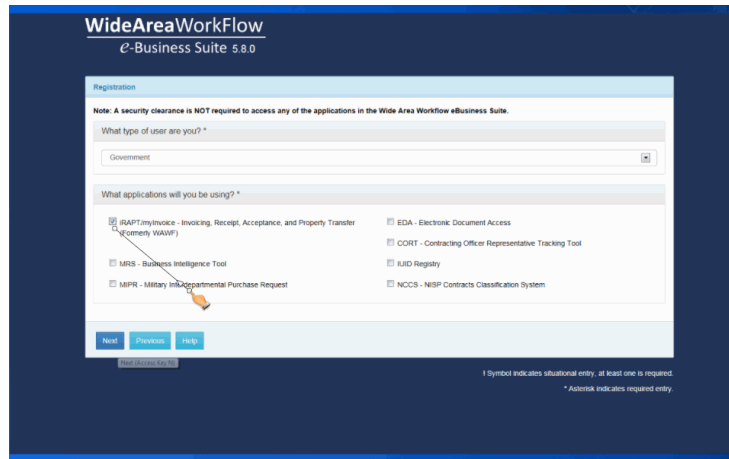 WideAreaWorkFlow
e-Business Suite 5.8.0
Registration
Note: A security clearance is NOT required to access any of the applications in the Wide Area Workflow eBusiness Suite.
What type of user are you? *
Government
What applications will you be using? *
iRAPT/myInvoice - Invoicing, Receipt, Acceptance, and Property Transfer
(Formerly WAWF)
EDA - Electronic Document Access
CORT - Contracting Officer Representative Tracking Tool
MRS - Business Intelligence Tool
IUID Registry
MIPR - Military Interdepartmental Purchase Request
NCCS - NISP Contracts Classification System
Next Previous Help
Next (Access Key N)
! Symbol indicates situational entry, at least one is required.
* Asterisk indicates required entry.